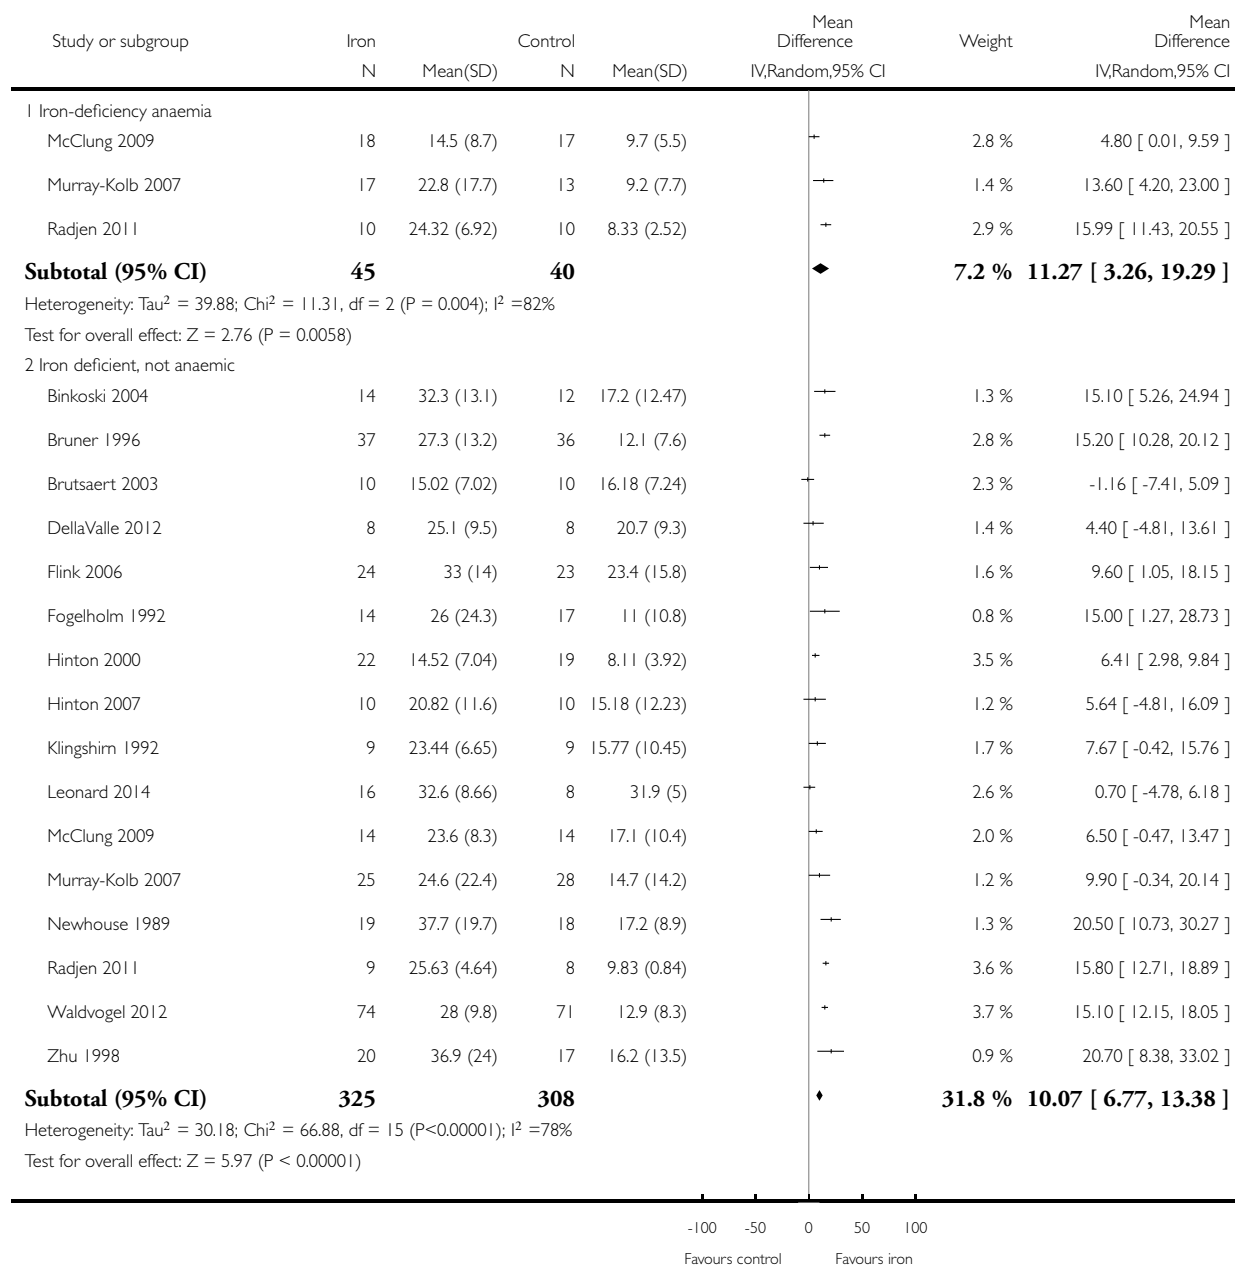 Mean Mean
Study or subgroup Iron Control Difference Weight Difference
N Mean(SD) N Mean(SD) IV,Random,95% CI IV,Random,95% CI
1 Iron-deficiency anaemia
McClung 2009 18 14.5 (8.7) 17 9.7 (5.5) 2.8 % 4.80 [ 0.01, 9.59 ]
Murray-Kolb 2007 17 22.8 (17.7) 13 9.2 (7.7) 1.4 % 13.60 [ 4.20, 23.00 ]
Radjen 2011 10 24.32 (6.92) 10 8.33 (2.52) 2.9 % 15.99 [ 11.43, 20.55 ]
Subtotal (95% CI) 45 40 7.2 % 11.27 [ 3.26, 19.29 ]
Heterogeneity: Tau² = 39.88; Chi² = 11.31, df = 2 (P = 0.004); I² =82%
Test for overall effect: Z = 2.76 (P = 0.0058)
2 Iron deficient, not anaemic
Binkoski 2004 14 32.3 (13.1) 12 17.2 (12.47) 1.3 % 15.10 [ 5.26, 24.94 ]
Bruner 1996 37 27.3 (13.2) 36 12.1 (7.6) 2.8 % 15.20 [ 10.28, 20.12 ]
Brutsaert 2003 10 15.02 (7.02) 10 16.18 (7.24) 2.3 % -1.16 [ -7.41, 5.09 ]
DellaValle 2012 8 25.1 (9.5) 8 20.7 (9.3) 1.4 % 4.40 [ -4.81, 13.61 ]
Flink 2006 24 33 (14) 23 23.4 (15.8) 1.6 % 9.60 [ 1.05, 18.15 ]
Fogelholm 1992 14 26 (24.3) 17 11 (10.8) 0.8 % 15.00 [ 1.27, 28.73 ]
Hinton 2000 22 14.52 (7.04) 19 8.11 (3.92) 3.5 % 6.41 [ 2.98, 9.84 ]
Hinton 2007 10 20.82 (11.6) 10 15.18 (12.23) 1.2 % 5.64 [ -4.81, 16.09 ]
Klingshirn 1992 9 23.44 (6.65) 9 15.77 (10.45) 1.7 % 7.67 [ -0.42, 15.76 ]
Leonard 2014 16 32.6 (8.66) 8 31.9 (5) 2.6 % 0.70 [ -4.78, 6.18 ]
McClung 2009 14 23.6 (8.3) 14 17.1 (10.4) 2.0 % 6.50 [ -0.47, 13.47 ]
Murray-Kolb 2007 25 24.6 (22.4) 28 14.7 (14.2) 1.2 % 9.90 [ -0.34, 20.14 ]
Newhouse 1989 19 37.7 (19.7) 18 17.2 (8.9) 1.3 % 20.50 [ 10.73, 30.27 ]
Radjen 2011 9 25.63 (4.64) 8 9.83 (0.84) 3.6 % 15.80 [ 12.71, 18.89 ]
Waldvogel 2012 74 28 (9.8) 71 12.9 (8.3) 3.7 % 15.10 [ 12.15, 18.05 ]
Zhu 1998 20 36.9 (24) 17 16.2 (13.5) 0.9 % 20.70 [ 8.38, 33.02 ]
Subtotal (95% CI) 325 308 31.8 % 10.07 [ 6.77, 13.38 ]
Heterogeneity: Tau² = 30.18; Chi² = 66.88, df = 15 (P<0.00001); I² =78%
Test for overall effect: Z = 5.97 (P < 0.00001)
-100 -50 0 50 100
Favours control Favours iron